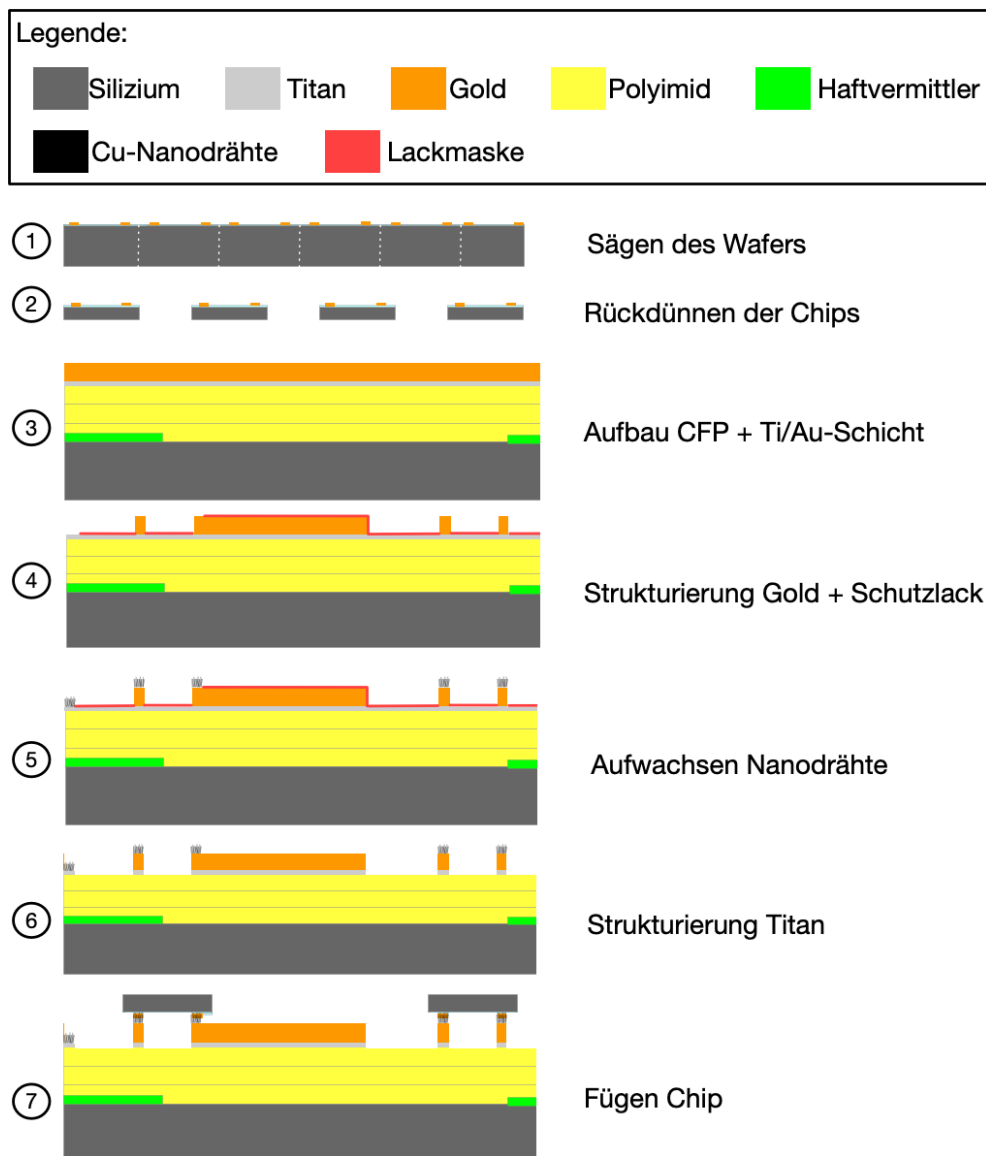 Legende:
Silizium Titan Gold Polyimid Haftvermittler
Cu-Nanodrähte Lackmaske
1 Sägen des Wafers
2 Rückdünnen der Chips
3 Aufbau CFP + Ti/Au-Schicht
4 Strukturierung Gold + Schutzlack
5 Aufwachsen Nanodrähte
6 Strukturierung Titan
7 Fügen Chip